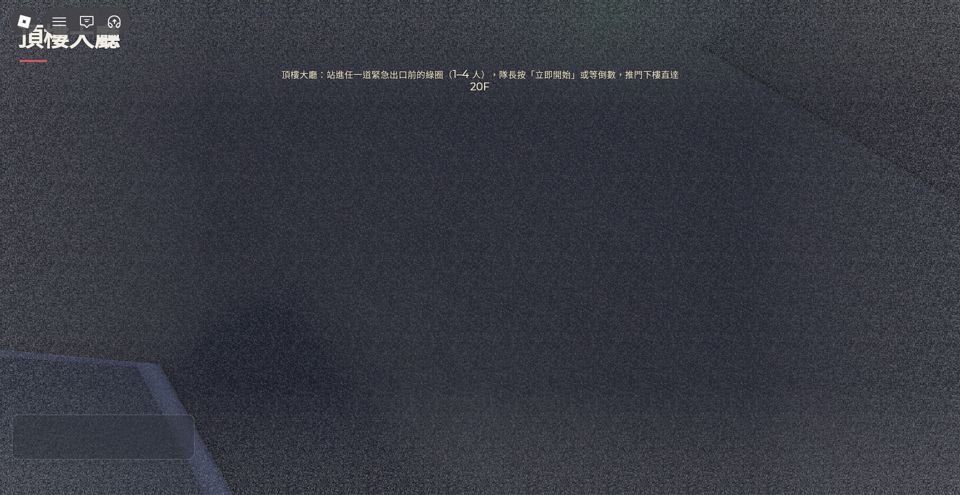 頂樓大廳
頂樓大廳：站進任一道緊急出口前的綠圈（1–4 人），隊長按「立即開始」或等倒數，推門下樓直達
20F